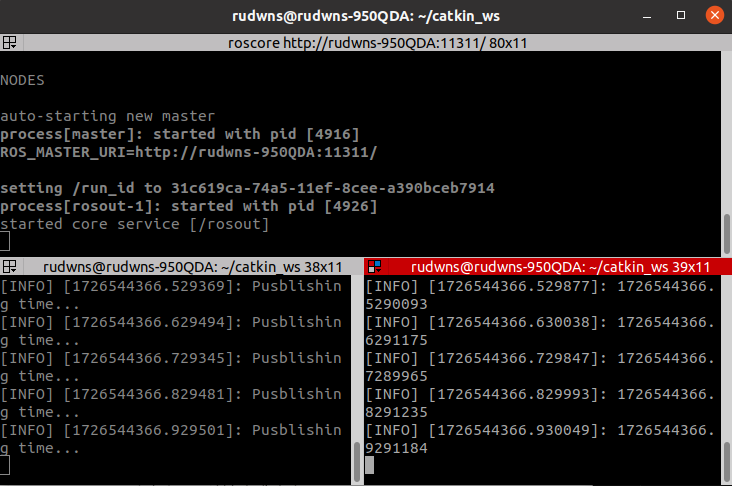 rudwns@rudwns-950QDA: ~/catkin_ws
roscore http://rudwns-950QDA:11311/ 80x11
NODES
auto-starting new master
process[master]: started with pid [4916]
ROS_MASTER_URI=http://rudwns-950QDA:11311/
setting /run_id to 31c619ca-74a5-11ef-8cee-a390bceb7914
process[rosout-1]: started with pid [4926]
started core service [/rosout]
rudwns@rudwns-950QDA: ~/catkin_ws 38x11
[INFO] [1726544366.529369]: Pusblishin
g time...
[INFO] [1726544366.629494]: Pusblishin
g time...
[INFO] [1726544366.729345]: Pusblishin
g time...
[INFO] [1726544366.829481]: Pusblishin
g time...
[INFO] [1726544366.929501]: Pusblishin
g time...
rudwns@rudwns-950QDA: ~/catkin_ws 39x11
[INFO] [1726544366.529877]: 1726544366.
5290093
[INFO] [1726544366.630038]: 1726544366.
6291175
[INFO] [1726544366.729847]: 1726544366.
7289965
[INFO] [1726544366.829993]: 1726544366.
8291235
[INFO] [1726544366.930049]: 1726544366.
9291184